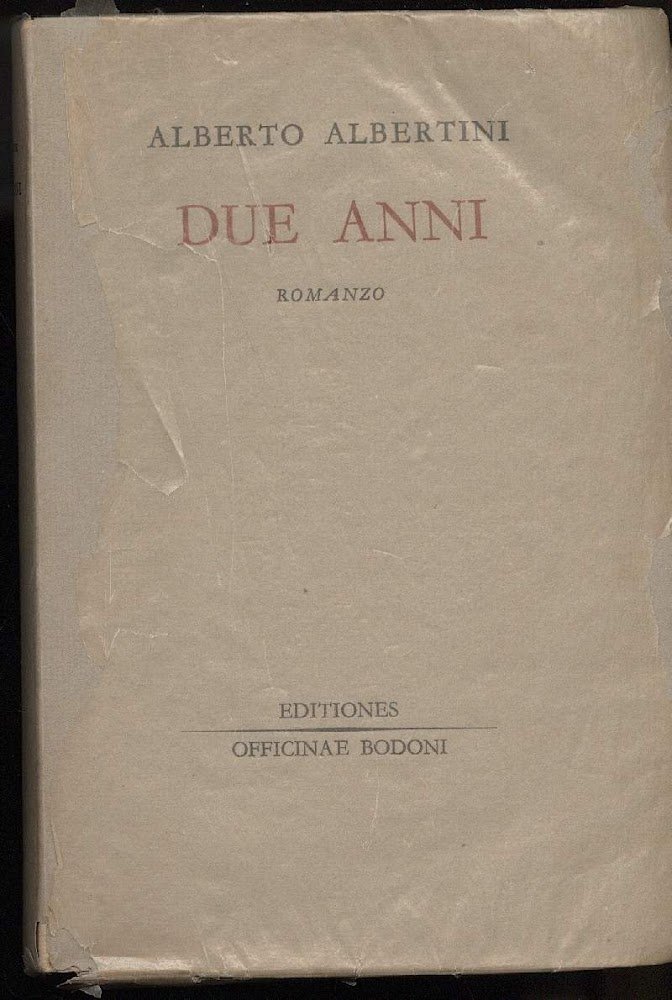 ALBERTO ALBERTINI
DUE ANNI
ROMANZO
EDITIONES
OFFICINAE BODONI